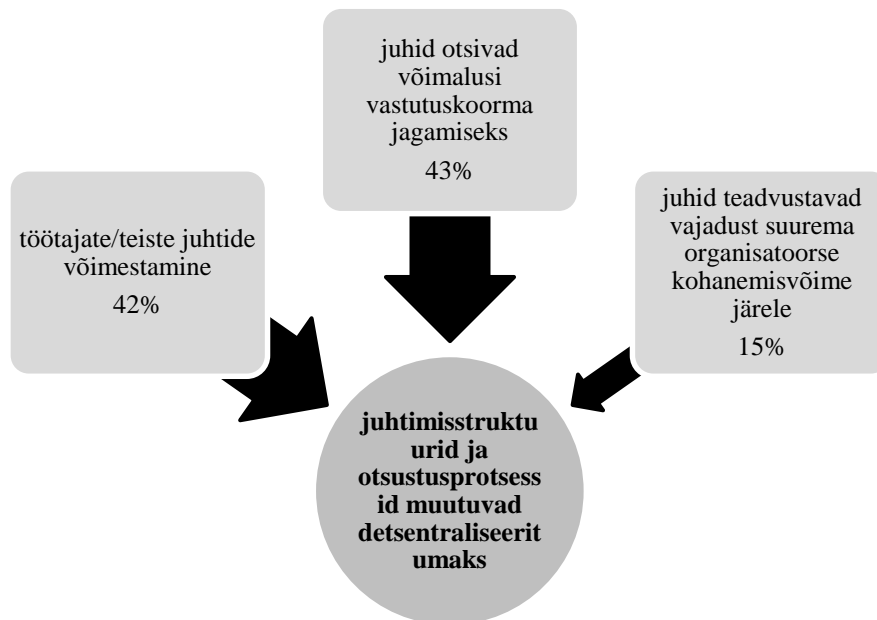 juhid otsivad
võimalusi
vastutuskoorma
jagamiseks
43%
töötajate/teiste juhtide
võimestamine
42%
juhid teadvustavad
vajadust suurema
organisatoorse
kohanemisvõime
järele
15%
juhtimisstruktu
urid ja
otsustusprotsess
id muutuvad
detsentraliseerit
umaks